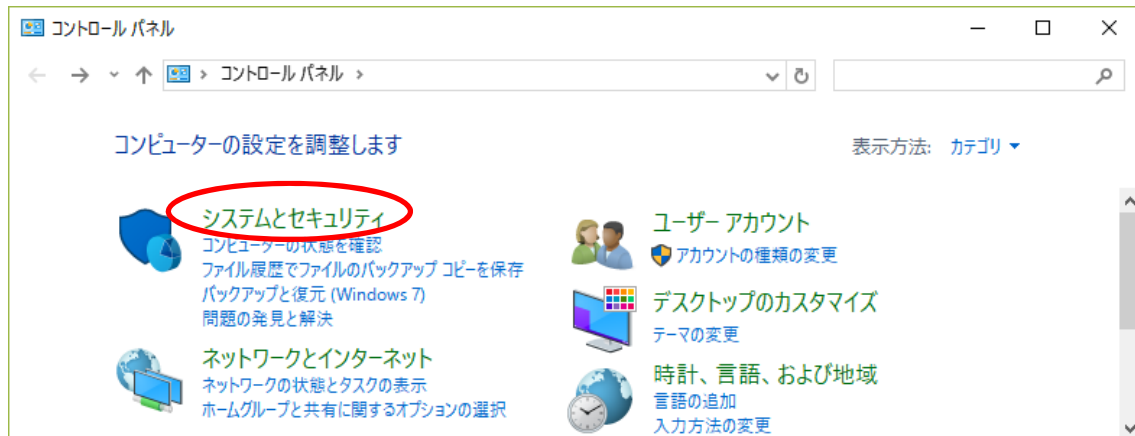 コントロール パネル
コントロール パネル
コンピューターの設定を調整します
表示方法: カテゴリ
システムとセキュリティ
コンピューターの状態を確認
ファイル履歴でファイルのバックアップ コピーを保存
バックアップと復元 (Windows 7)
問題の発見と解決
ネットワークとインターネット
ネットワークの状態とタスクの表示
ホームグループと共有に関するオプションの選択
ユーザー アカウント
アカウントの種類の変更
デスクトップのカスタマイズ
テーマの変更
時計、言語、および地域
言語の追加
入力方法の変更